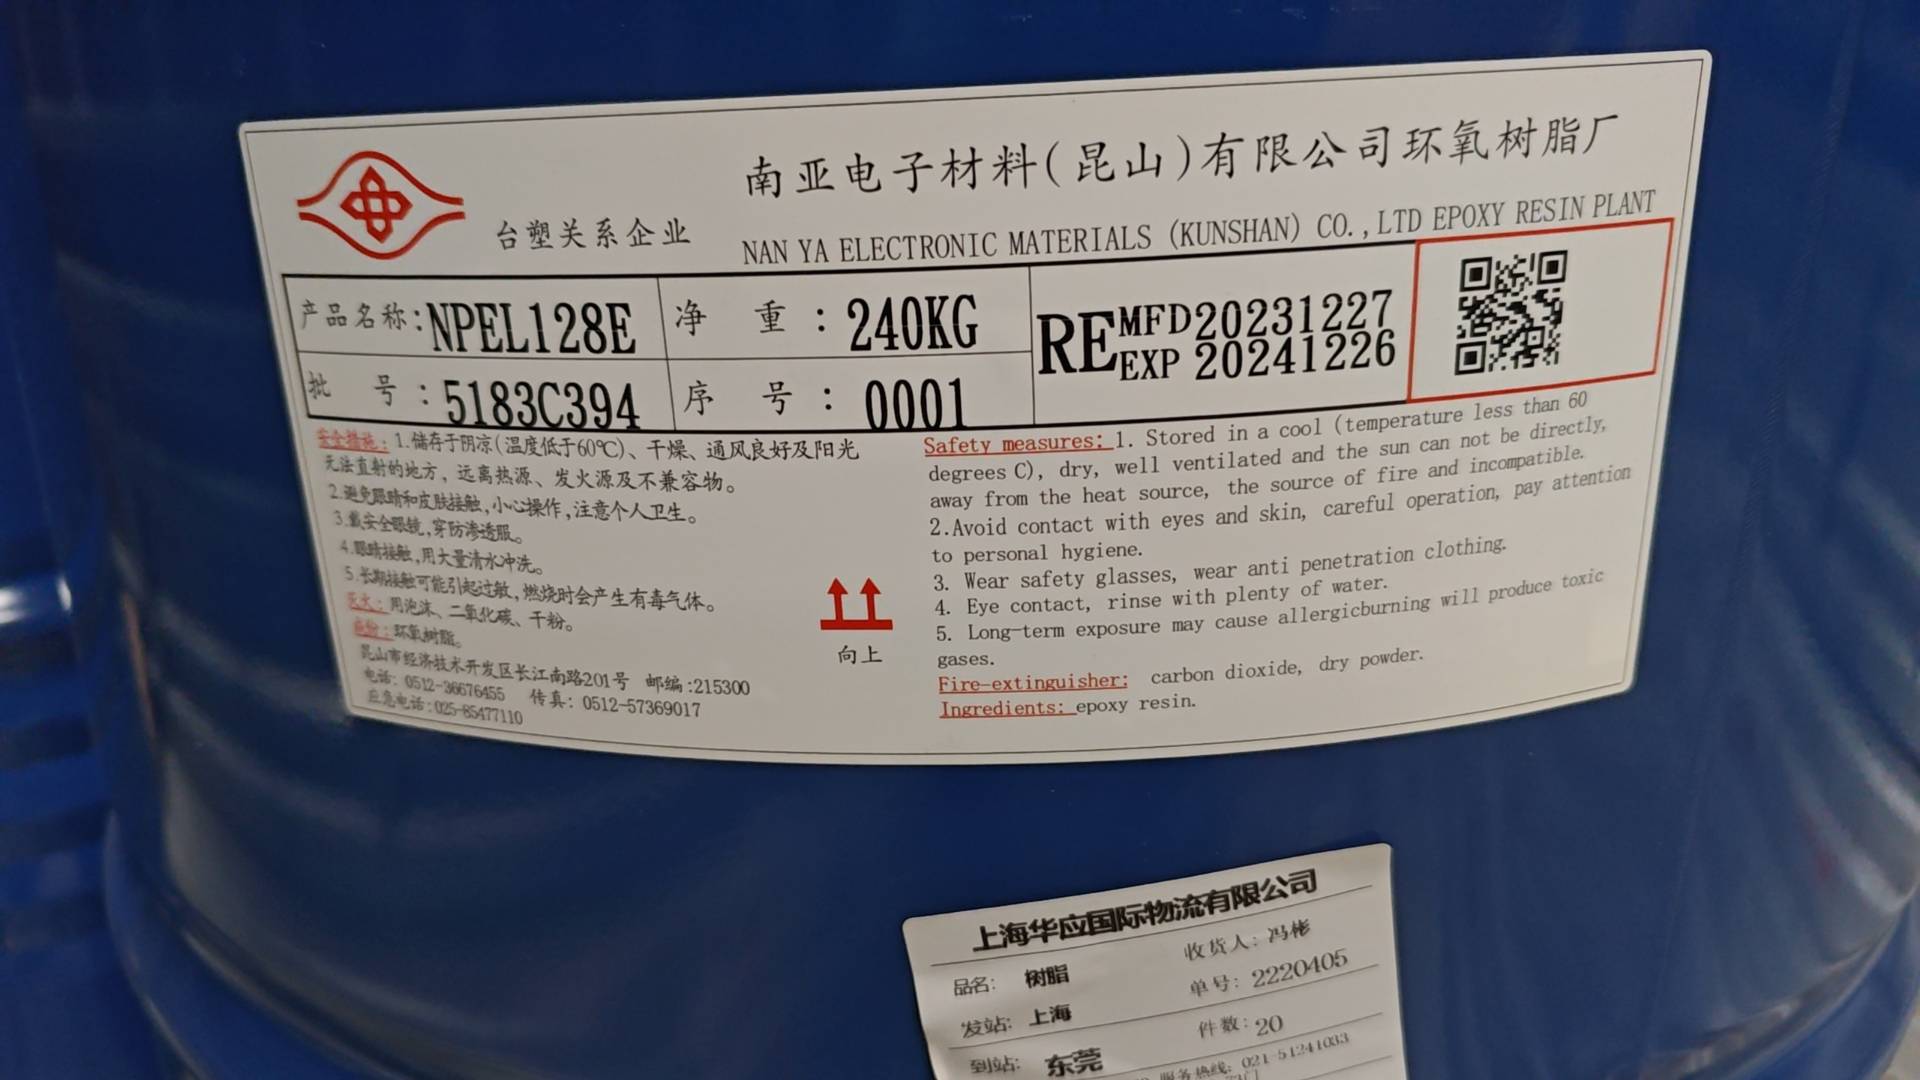 南亚电子材料(昆山)有限公司环氧树脂厂
台塑关系企业
NAN YA ELECTRONIC MATERIALS (KUNSHAN) CO.,LTD EPOXY RESIN PLANT
产品名称:NPEL128E
净 重 : 240KG
REMFD20231227
EXP 20241226
批 号 : 5183C394
序 号 : 0001
安全措施:1.储存于阴凉(温度低于60℃)、干燥、通风良好及阳光
无法直射的地方，远离热源、发火源及不兼容物。
2.避免眼睛和皮肤接触,小心操作,注意个人卫生。
3.戴安全眼镜,穿防渗透服。
4.眼睛接触,用大量清水冲洗。
5.长期接触可能引起过敏,燃烧时会产生有毒气体。
灭火:用泡沫、二氧化碳、干粉。
成份:环氧树脂。
昆山市经济技术开发区长江南路201号 邮编:215300
电话: 0512-36676455 传真: 0512-57369017
应急电话:025-85477110
向上
Safety measures: 1. Stored in a cool (temperature less than 60
degrees C), dry, well ventilated and the sun can not be directly,
away from the heat source, the source of fire and incompatible.
2.Avoid contact with eyes and skin, careful operation, pay attention
to personal hygiene.
3. Wear safety glasses, wear anti penetration clothing.
4. Eye contact, rinse with plenty of water.
5. Long-term exposure may cause allergicburning will produce toxic
gases.
Fire-extinguisher: carbon dioxide, dry powder.
Ingredients: epoxy resin.
上海华应国际物流有限公司
品名: 树脂 收货人: 冯彬
发站: 上海 单号: 2220405
到站: 东莞 件数: 20
服务热线: 021-51241033